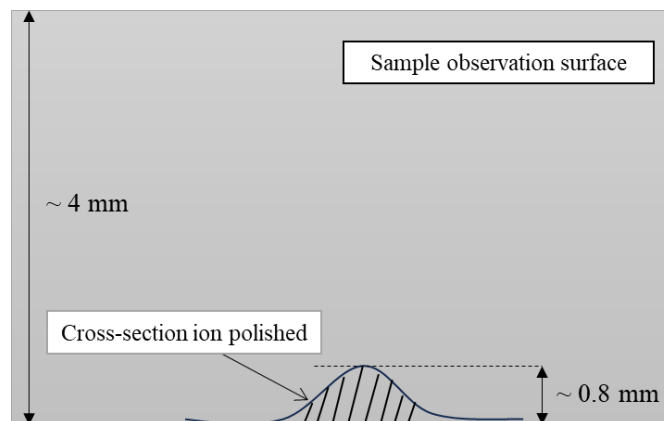 Sample observation surface
~ 4 mm
Cross-section ion polished
~ 0.8 mm